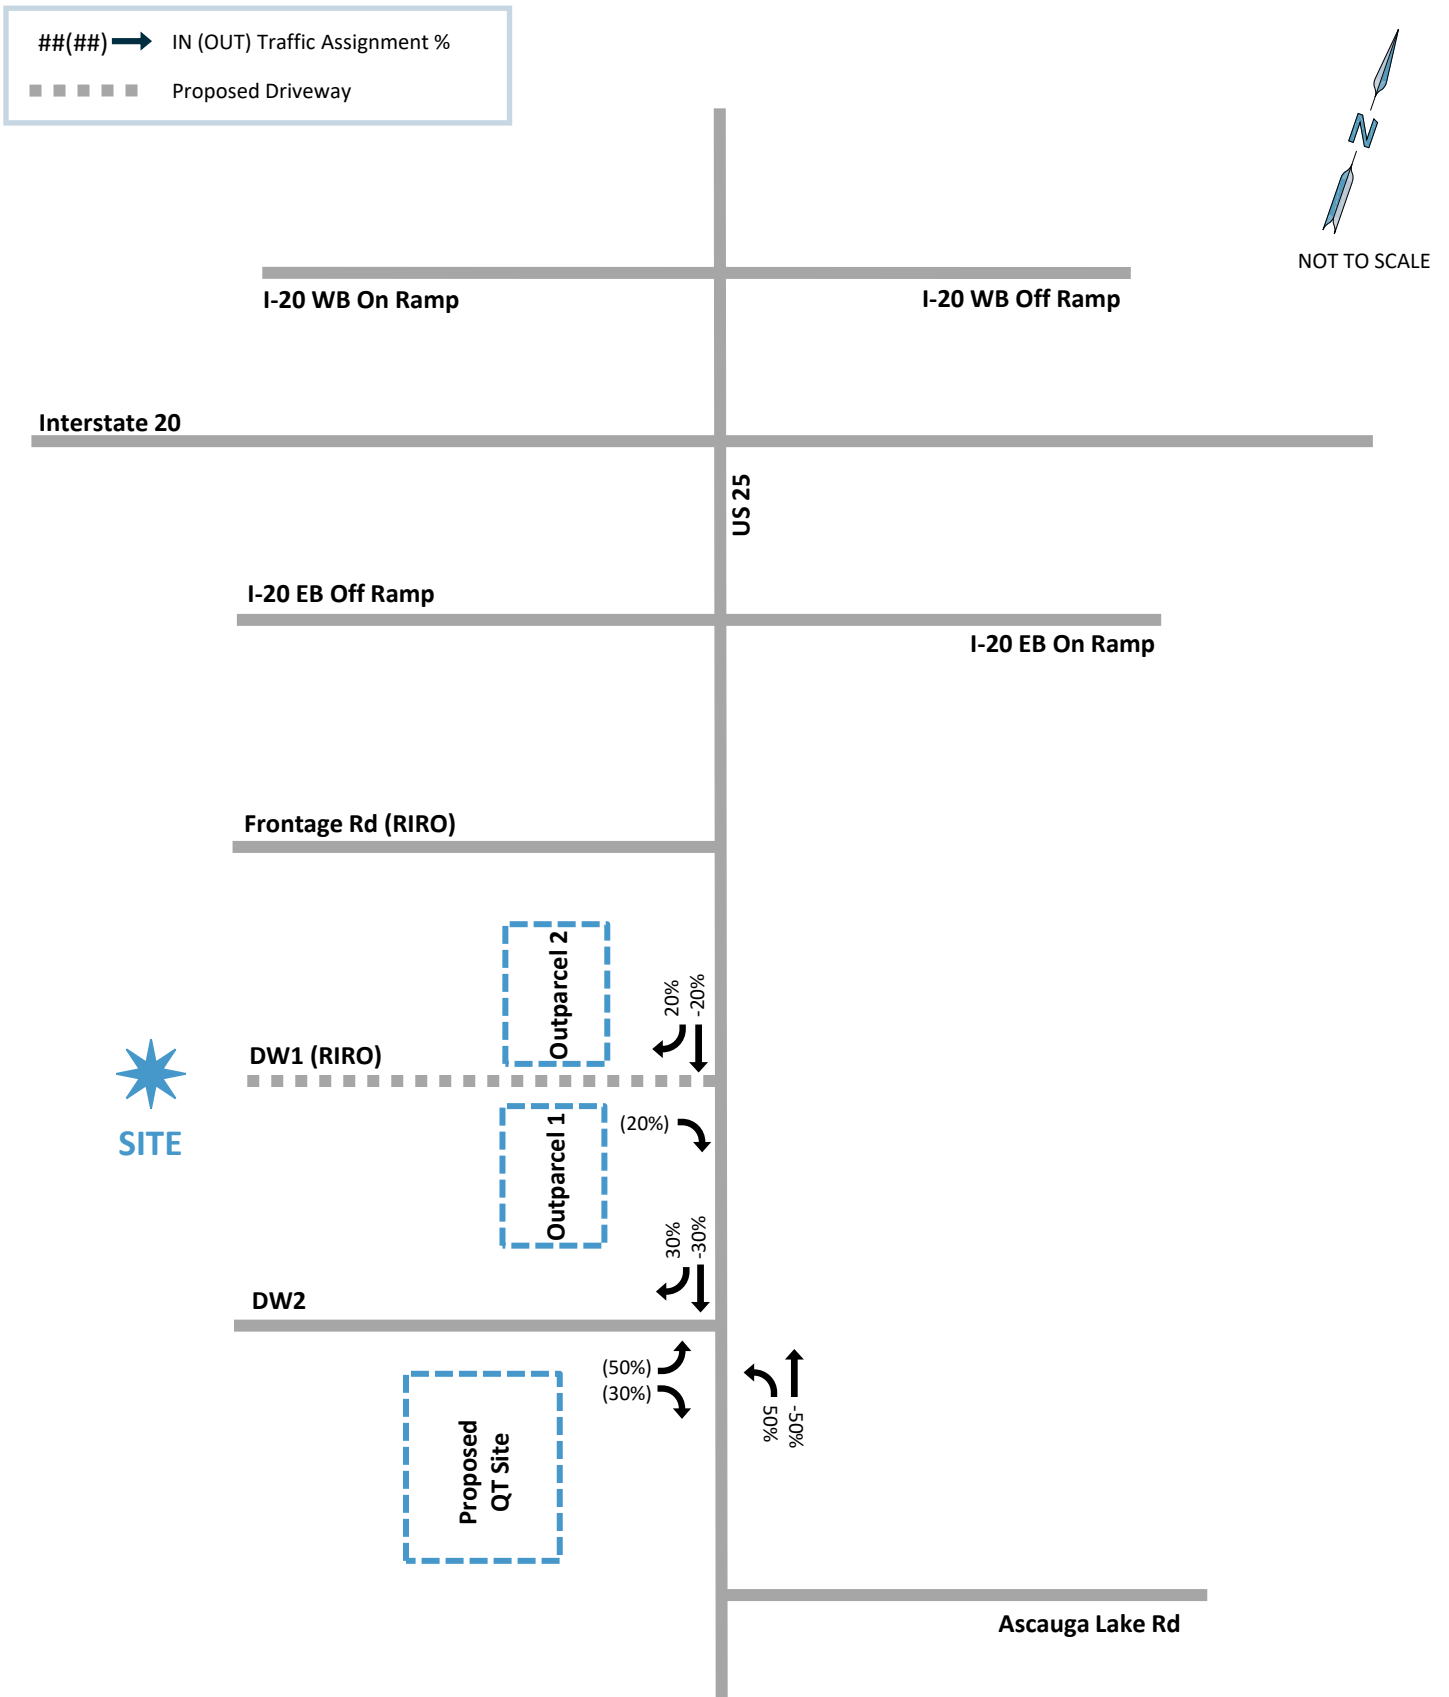 ##(##) IN (OUT) Traffic Assignment %
Proposed Driveway
N
NOT TO SCALE
I-20 WB On Ramp
I-20 WB Off Ramp
Interstate 20
US 25
I-20 EB Off Ramp
I-20 EB On Ramp
Frontage Rd (RIRO)
Outparcel 2
20%
-20%
DW1 (RIRO)
SITE
Outparcel 1
(20%)
30%
-30%
DW2
(50%)
(30%)
50%
-50%
Proposed
QT Site
Ascauga Lake Rd